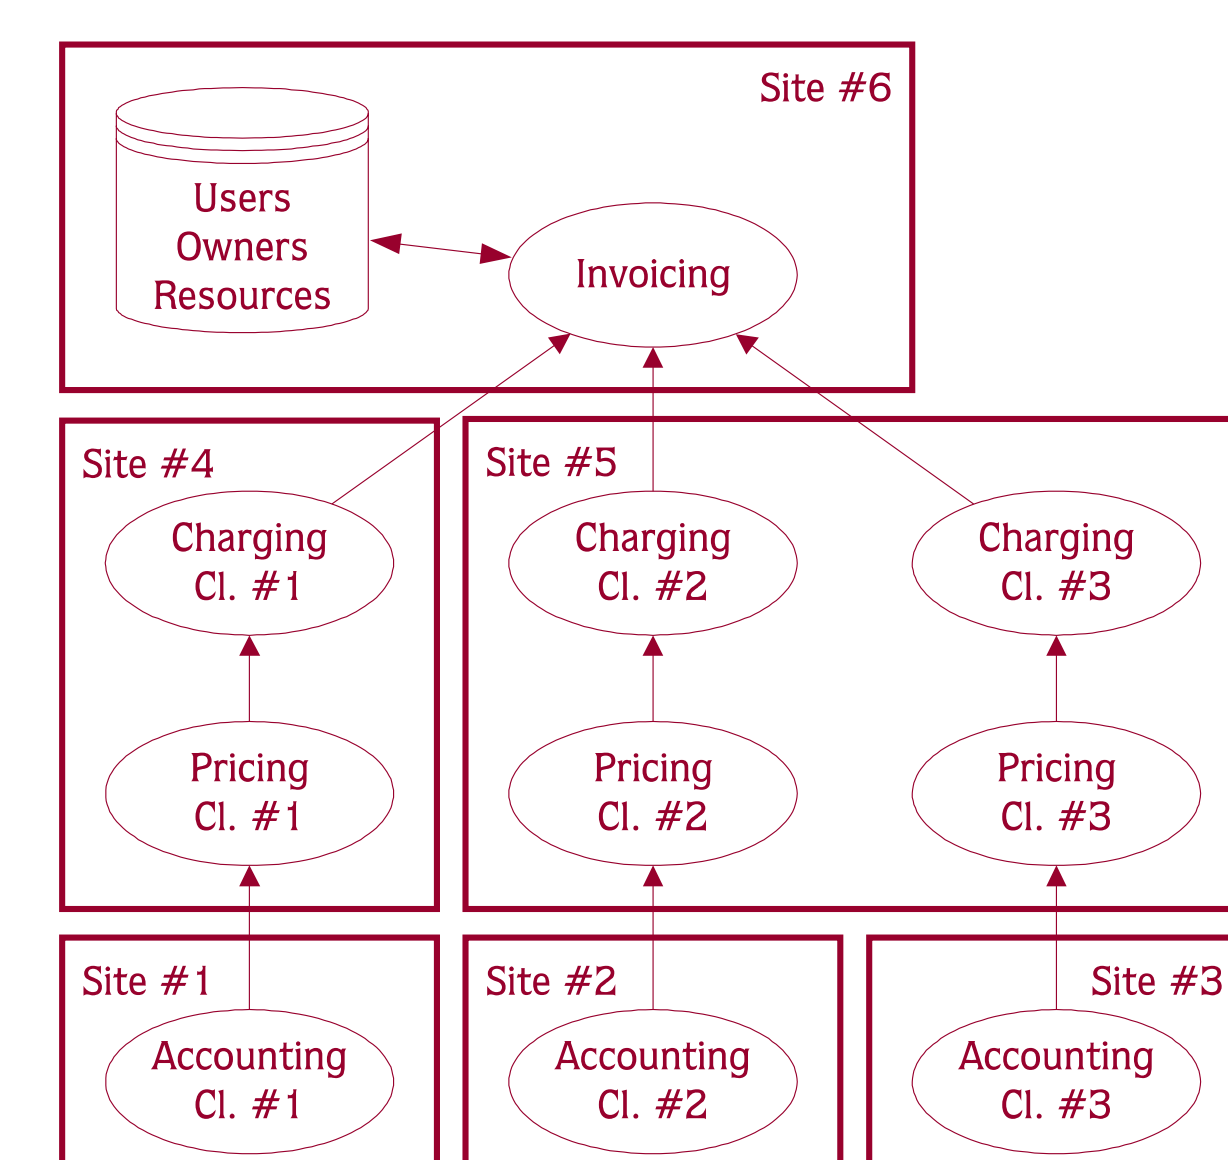 Site #6
Users
Owners
Resources
Invoicing
Site #4
Site #5
Charging
Cl. #1
Charging
Cl. #2
Charging
Cl. #3
Pricing
Cl. #1
Pricing
Cl. #2
Pricing
Cl. #3
Site #1
Site #2
Site #3
Accounting
Cl. #1
Accounting
Cl. #2
Accounting
Cl. #3